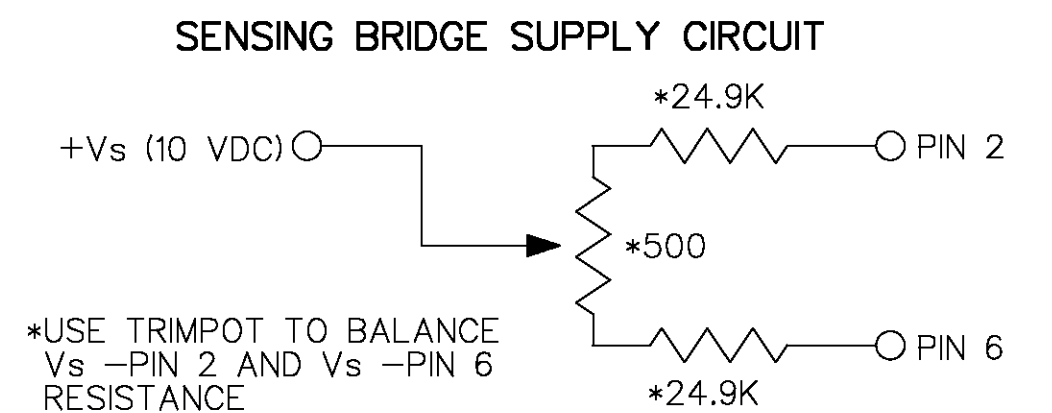 SENSING BRIDGE SUPPLY CIRCUIT
*24.9K
+Vs (10 VDC)
PIN 2
*500
*USE TRIMPOT TO BALANCE
Vs –PIN 2 AND Vs –PIN 6
RESISTANCE
PIN 6
*24.9K